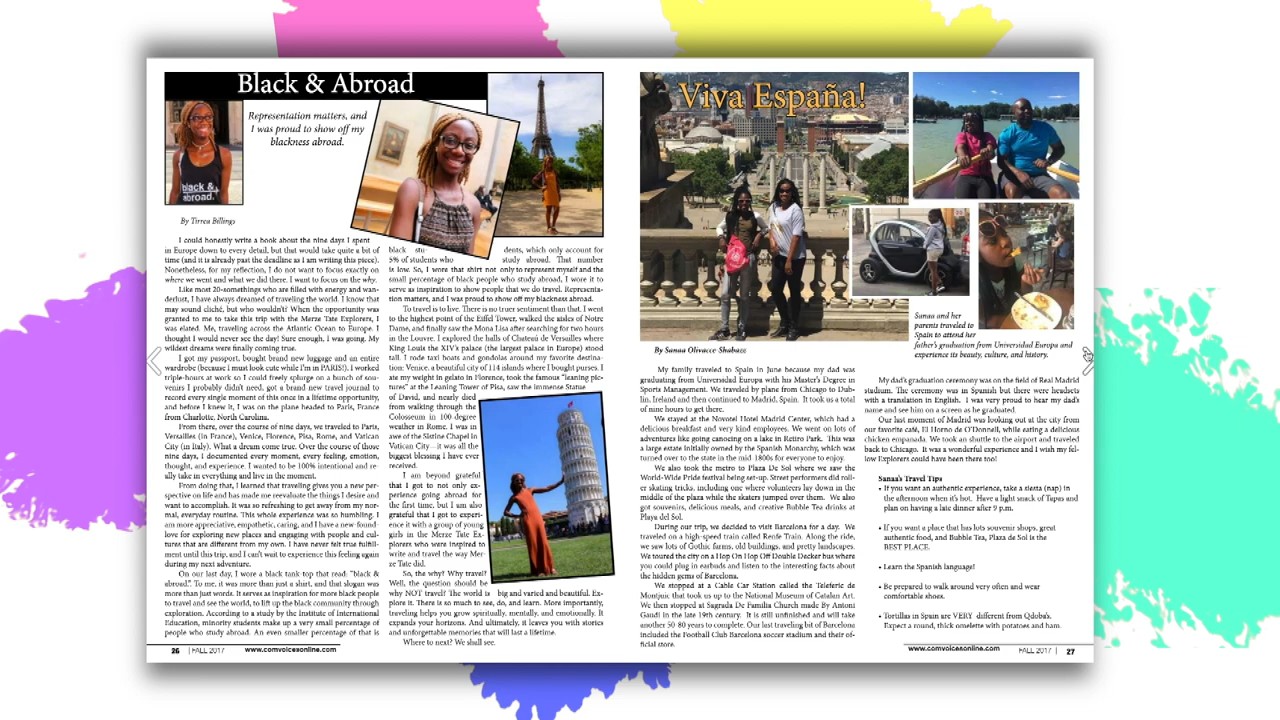 Black & Abroad
Representation matters, and
I was proud to show off my
blackness abroad.
black &
abroad.
By Tirrea Billings
I could honestly write a book about the nine days I spent
in Europe down to every detail, but that would take quite a bit of
time (and it is already past the deadline as I am writing this piece).
Nonetheless, for my reflection, I do not want to focus exactly on
where we went and what we did there. I want to focus on the why.
Like most 20-somethings who are filled with energy and wan-
derlust, I have always dreamed of traveling the world. I know that
may sound cliché, but who wouldn't? When the opportunity was
granted to me to take this trip with the Merze Tate Explorers, I
was elated. Me, traveling across the Atlantic Ocean to Europe. I
thought I would never see the day! Sure enough, I was going. My
wildest dreams were finally coming true.
I got my passport, bought brand new luggage and an entire
wardrobe (because I must look cute while I'm in PARIS!). I worked
triple-hours at work so I could freely splurge on a bunch of sou-
venirs I probably didn't need, got a brand new travel journal to
record every single moment of this once in a lifetime opportunity,
and before I knew it, I was on the plane headed to Paris, France
from Charlotte, North Carolina.
From there, over the course of nine days, we traveled to Paris,
Versailles (in France), Venice, Florence, Pisa, Rome, and Vatican
City (in Italy). What a dream come true. Over the course of those
nine days, I documented every moment, every feeling, emotion,
thought, and experience. I wanted to be 100% intentional and re-
ally take in everything and live in the moment.
From doing that, I learned that traveling gives you a new per-
spective on life and has made me reevaluate the things I desire and
want to accomplish. It was so refreshing to get away from my nor-
mal, everyday routine. This whole experience was so humbling. I
am more appreciative, empathetic, caring, and I have a new-found
love for exploring new places and engaging with people and cul-
tures that are different from my own. I have never felt true fulfill-
ment until this trip, and I can't wait to experience this feeling again
during my next adventure.
On our last day, I wore a black tank top that read: "black &
abroad." To me, it was more than just a shirt, and that slogan was
more than just words. It serves as inspiration for more black people
to travel and see the world, to lift up the black community through
exploration. According to a study by the Institute of International
Education, minority students make up a very small percentage of
people who study abroad. An even smaller percentage of that is
black stu- dents, which only account for
5% of students who study abroad. That number
is low. So, I wore that shirt not only to represent myself and the
small percentage of black people who study abroad, I wore it to
serve as inspiration to show people that we do travel. Representa-
tion matters, and I was proud to show off my blackness abroad.
To travel is to live. There is no truer sentiment than that. I went
to the highest point of the Eiffel Tower, walked the aisles of Notre
Dame, and finally saw the Mona Lisa after searching for two hours
in the Louvre. I explored the halls of Chateâ de Versailles where
King Louis the XIV's palace (the largest palace in Europe) stood
tall. I rode taxi boats and gondolas around my favorite destina-
tion: Venice, a beautiful city of 114 islands where I bought purses. I
ate my weight in gelato in Florence, took the famous "leaning pic-
tures" at the Leaning Tower of Pisa, saw the immense Statue
of David, and nearly died
from walking through the
Colosseum in 100 degree
weather in Rome. I was in
awe of the Sistine Chapel in
Vatican City—it was all the
biggest blessing I have ever
received.
I am beyond grateful
that I got to not only ex-
perience going abroad for
the first time, but I am also
grateful that I got to experi-
ence it with a group of young
girls in the Merze Tate Ex-
plorers who were inspired to
write and travel the way Mer-
ze Tate did.
So, the why? Why travel?
Well, the question should be
why NOT travel? The world is big and varied and beautiful. Ex-
plore it. There is so much to see, do, and learn. More importantly,
traveling helps you grow spiritually, mentally, and emotionally. It
expands your horizons. And ultimately, it leaves you with stories
and unforgettable memories that will last a lifetime.
Where to next? We shall see.
26 | FALL 2017 www.comvoicesonline.com
Viva España!
Sanaa and her
parents traveled to
Spain to attend her
father's graduation from Universidad Europa and
experience its beauty, culture, and history.
By Sanaa Olivacce-Shabazz
My family traveled to Spain in June because my dad was
graduating from Universidad Europa with his Master's Degree in
Sports Management. We traveled by plane from Chicago to Dub-
lin, Ireland and then continued to Madrid, Spain. It took us a total
of nine hours to get there.
We stayed at the Novotel Hotel Madrid Center, which had a
delicious breakfast and very kind employees. We went on lots of
adventures like going canoeing on a lake in Retiro Park. This was
a large estate initially owned by the Spanish Monarchy, which was
turned over to the state in the mid-1800s for everyone to enjoy.
We also took the metro to Plaza De Sol where we saw the
World-Wide Pride festival being set-up. Street performers did roll-
er skating tricks, including one where volunteers lay down in the
middle of the plaza while the skaters jumped over them. We also
got souvenirs, delicious meals, and creative Bubble Tea drinks at
Playa del Sol.
During our trip, we decided to visit Barcelona for a day. We
traveled on a high-speed train called Renfe Train. Along the ride,
we saw lots of Gothic farms, old buildings, and pretty landscapes.
We toured the city on a Hop On Hop Off Double Decker bus where
you could plug in earbuds and listen to the interesting facts about
the hidden gems of Barcelona.
We stopped at a Cable Car Station called the Teleferic de
Montjuic that took us up to the National Museum of Catalan Art.
We then stopped at Sagrada De Familia Church made By Antoni
Gaudi in the late 19th century. It is still unfinished and will take
another 50-80 years to complete. Our last traveling bit of Barcelona
included the Football Club Barcelona soccer stadium and their of-
ficial store.
My dad's graduation ceremony was on the field of Real Madrid
stadium. The ceremony was in Spanish but there were headsets
with a translation in English. I was very proud to hear my dad's
name and see him on a screen as he graduated.
Our last moment of Madrid was looking out at the city from
our favorite café, El Horno de O'Donnell, while eating a delicious
chicken empanada. We took an shuttle to the airport and traveled
back to Chicago. It was a wonderful experience and I wish my fel-
low Explorers could have been there too!
Sanaa's Travel Tips
• If you want an authentic experience, take a siesta (nap) in
the afternoon when it's hot. Have a light snack of Tapas and
plan on having a late dinner after 9 p.m.
• If you want a place that has lots souvenir shops, great
authentic food, and Bubble Tea, Plaza de Sol is the
BEST PLACE.
• Learn the Spanish language!
• Be prepared to walk around very often and wear
comfortable shoes.
• Tortillas in Spain are VERY different from Qdoba's.
Expect a round, thick omelette with potatoes and ham.
www.comvoicesonline.com FALL 2017 | 27